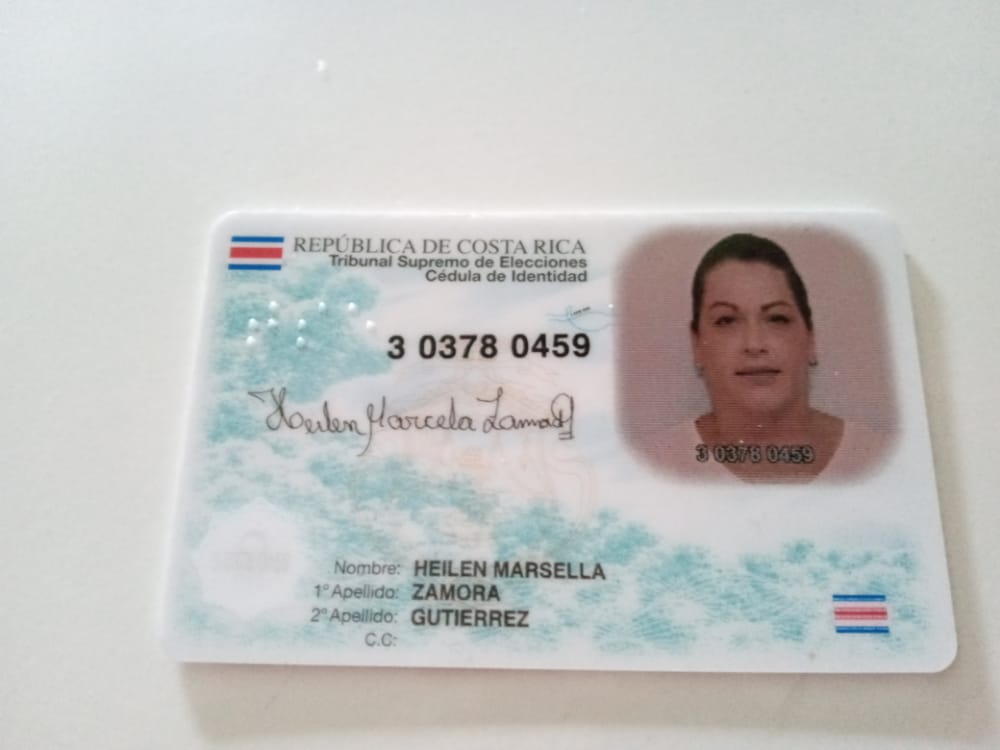 REPÚBLICA DE COSTA RICA
Tribunal Supremo de Elecciones
Cédula de Identidad
3 0378 0459
Heilen Marcela Zamora
3 0378 0459
Nombre: HEILEN MARSELLA
1° Apellido: ZAMORA
2° Apellido: GUTIERREZ
C.C: